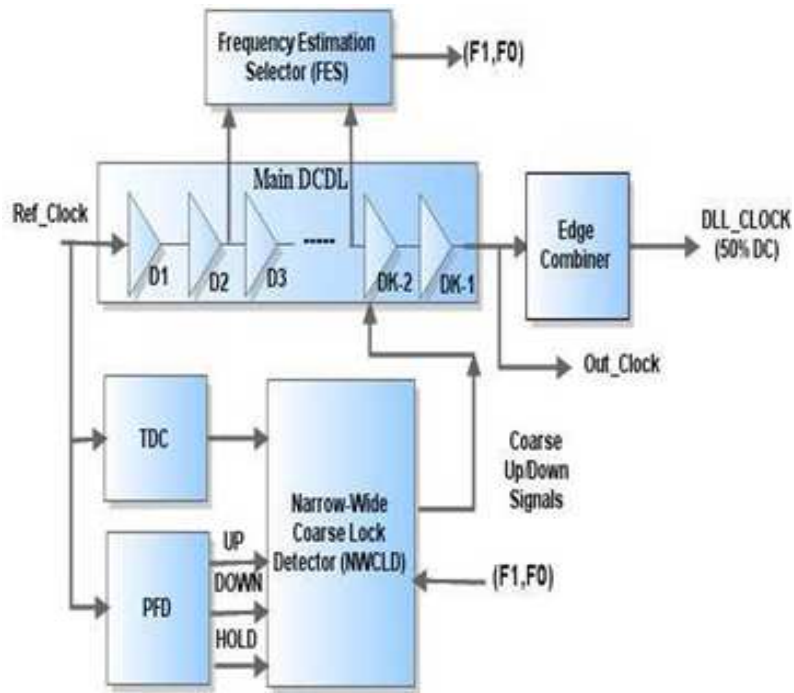 Frequency Estimation
Selector (FES)
(F1,F0)
Main DCDL
Ref_Clock
D1
D2
D3
DK-2
DK-1
Edge
Combiner
DLL_CLOCK
(50% DC)
Out_Clock
TDC
Narrow-Wide
Coarse Lock
Detector (NWCLD)
Coarse
Up/Down
Signals
PFD
UP
DOWN
HOLD
(F1,F0)